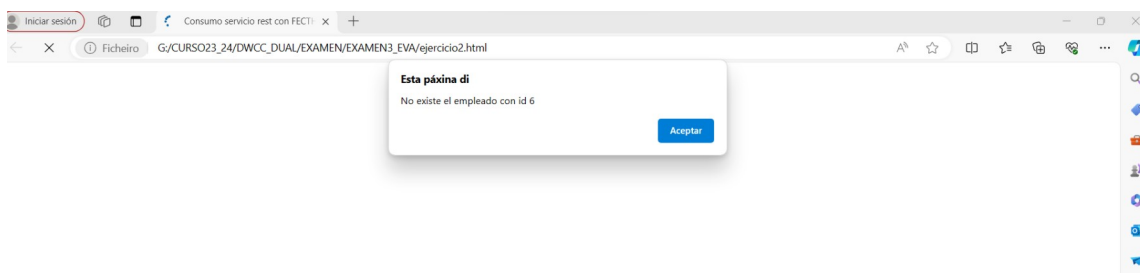 Iniciar sesión
Consumo servicio rest con FECT
Ficheiro
G:/CURSO23_24/DWCC_DUAL/EXAMEN/EXAMEN3_EVA/ejercicio2.html
Esta páxina di
No existe el empleado con id 6
Aceptar